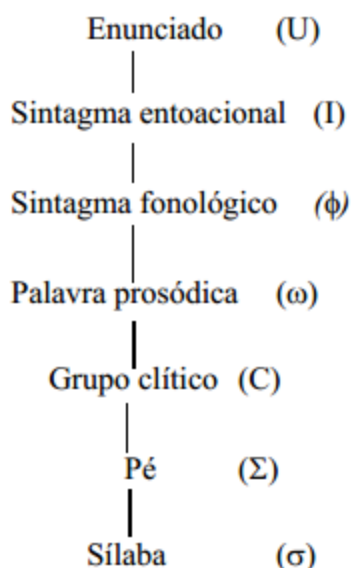 Enunciado (U)
Sintagma entoacional (I)
Sintagma fonológico (ϕ)
Palavra prosódica (ω)
Grupo clítico (C)
Pé (Σ)
Sílaba (σ)